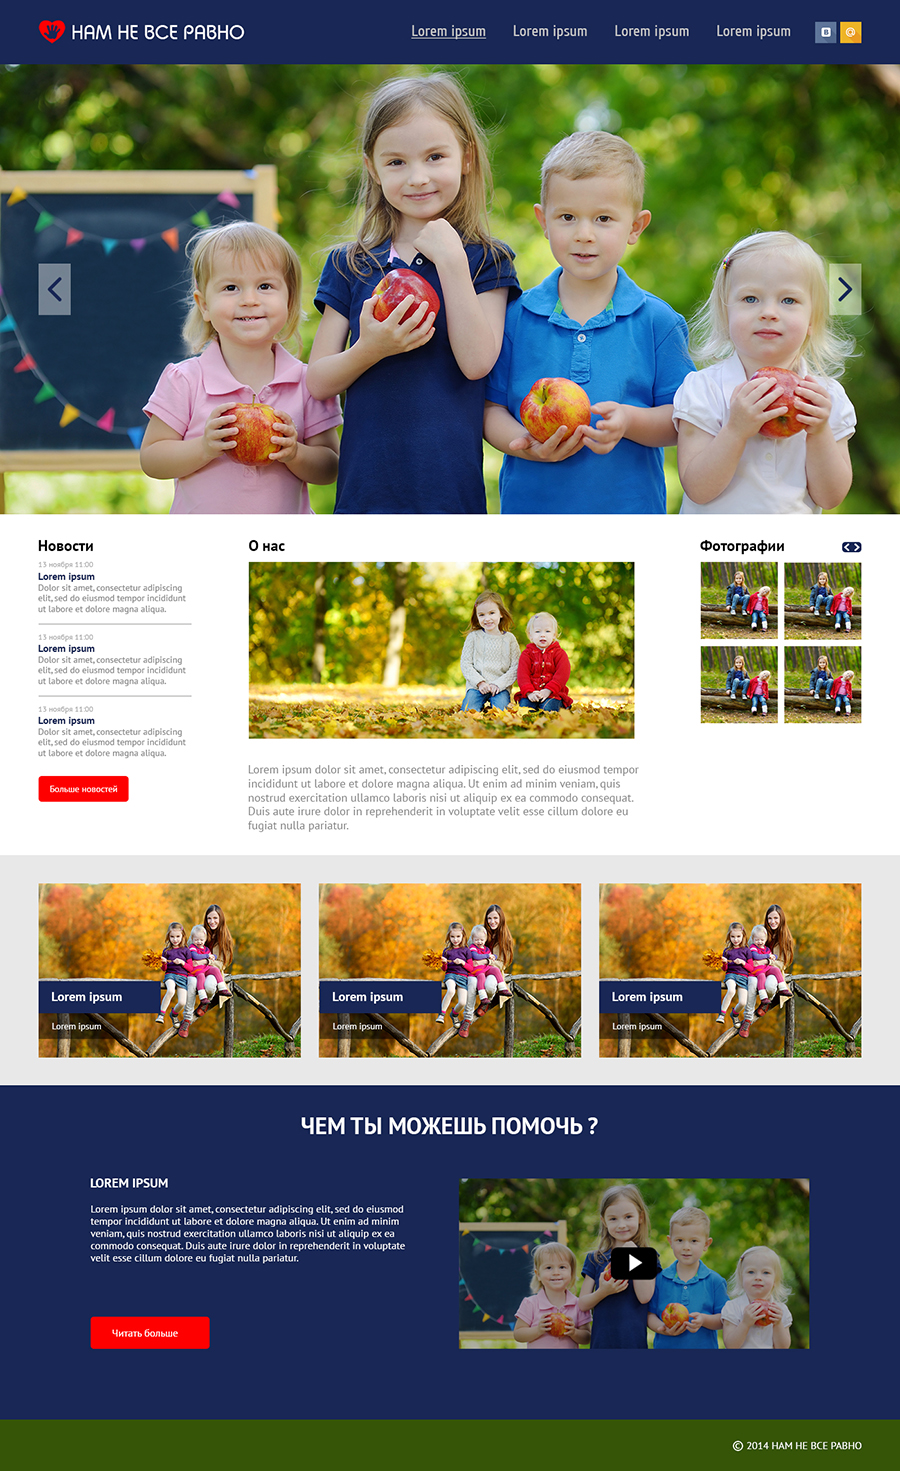 НАМ НЕ ВСЕ РАВНО
Lorem ipsum Lorem ipsum Lorem ipsum Lorem ipsum
B @
Новости
13 ноября 11:00
Lorem ipsum
Dolor sit amet, consectetur adipiscing
elit, sed do eiusmod tempor incididunt
ut labore et dolore magna aliqua.
13 ноября 11:00
Lorem ipsum
Dolor sit amet, consectetur adipiscing
elit, sed do eiusmod tempor incididunt
ut labore et dolore magna aliqua.
13 ноября 11:00
Lorem ipsum
Dolor sit amet, consectetur adipiscing
elit, sed do eiusmod tempor incididunt
ut labore et dolore magna aliqua.
Больше новостей
О нас
Lorem ipsum dolor sit amet, consectetur adipiscing elit, sed do eiusmod tempor
incididunt ut labore et dolore magna aliqua. Ut enim ad minim veniam, quis
nostrud exercitation ullamco laboris nisi ut aliquip ex ea commodo consequat.
Duis aute irure dolor in reprehenderit in voluptate velit esse cillum dolore eu
fugiat nulla pariatur.
Фотографии
Lorem ipsum
Lorem ipsum
Lorem ipsum
Lorem ipsum
Lorem ipsum
Lorem ipsum
ЧЕМ ТЫ МОЖЕШЬ ПОМОЧЬ ?
LOREM IPSUM
Lorem ipsum dolor sit amet, consectetur adipiscing elit, sed do eiusmod
tempor incididunt ut labore et dolore magna aliqua. Ut enim ad minim
veniam, quis nostrud exercitation ullamco laboris nisi ut aliquip ex ea
commodo consequat. Duis aute irure dolor in reprehenderit in voluptate
velit esse cillum dolore eu fugiat nulla pariatur.
Читать больше
© 2014 НАМ НЕ ВСЕ РАВНО